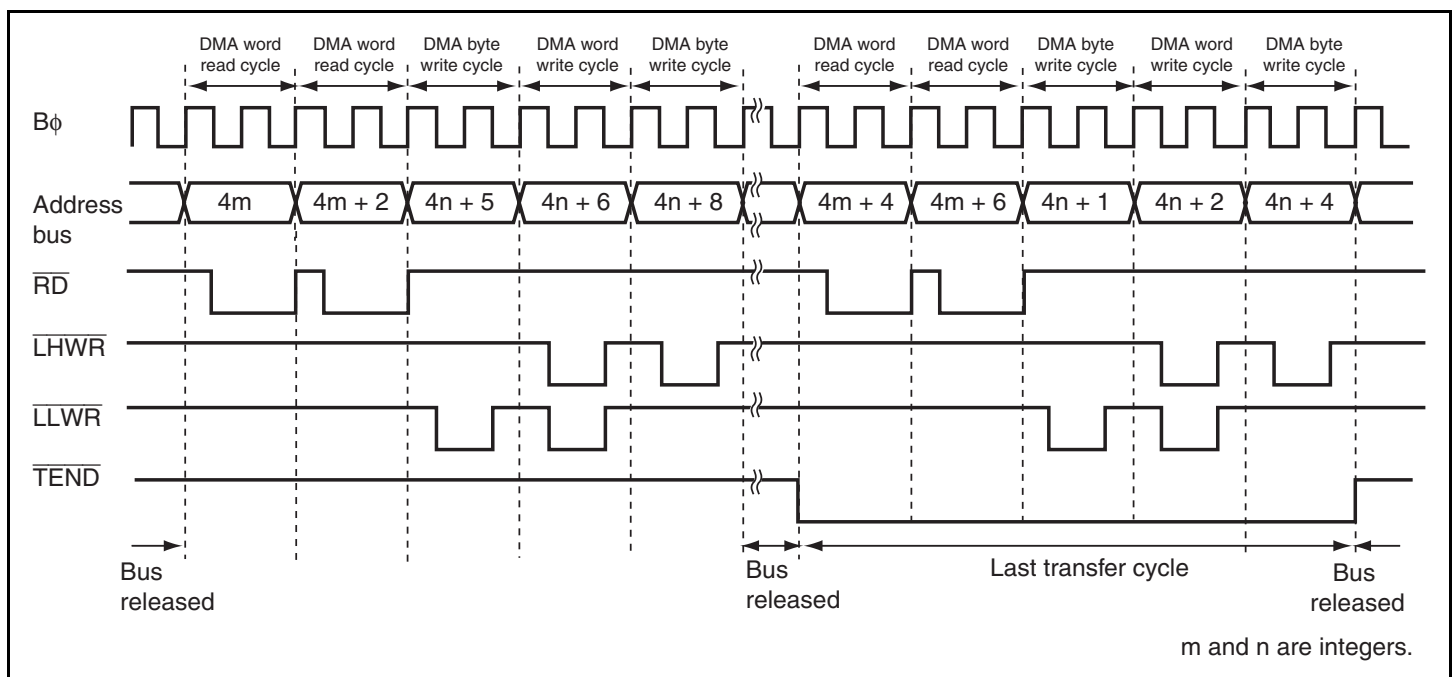 DMA word read cycle
DMA word read cycle
DMA byte write cycle
DMA word write cycle
DMA byte write cycle
DMA word read cycle
DMA word read cycle
DMA byte write cycle
DMA word write cycle
DMA byte write cycle
Bϕ
Address bus
4m
4m + 2
4n + 5
4n + 6
4n + 8
4m + 4
4m + 6
4n + 1
4n + 2
4n + 4
RD
LHWR
LLWR
TEND
Bus released
Bus released
Last transfer cycle
Bus released
m and n are integers.